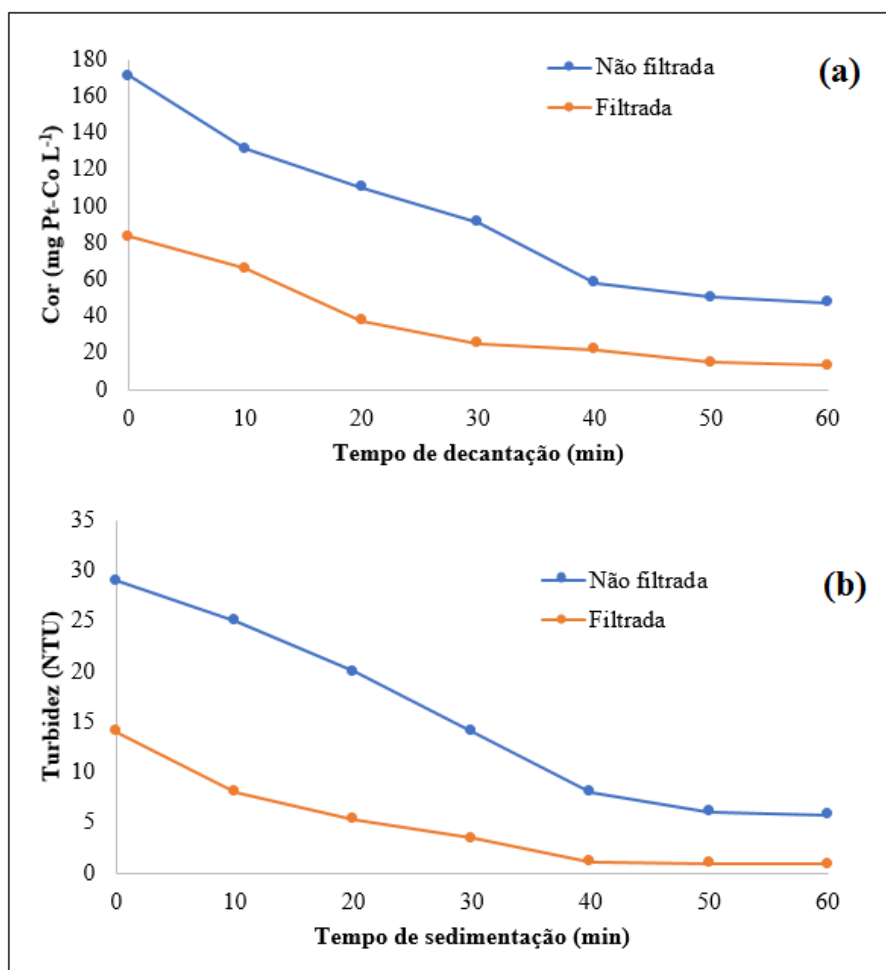 180
160
140
120
100
80
60
40
20
0
Cor (mg Pt-Co L⁻¹)
Não filtrada
Filtrada
(a)
0 10 20 30 40 50 60
Tempo de decantação (min)
35
30
25
20
15
10
5
0
Turbidez (NTU)
Não filtrada
Filtrada
(b)
0 10 20 30 40 50 60
Tempo de sedimentação (min)